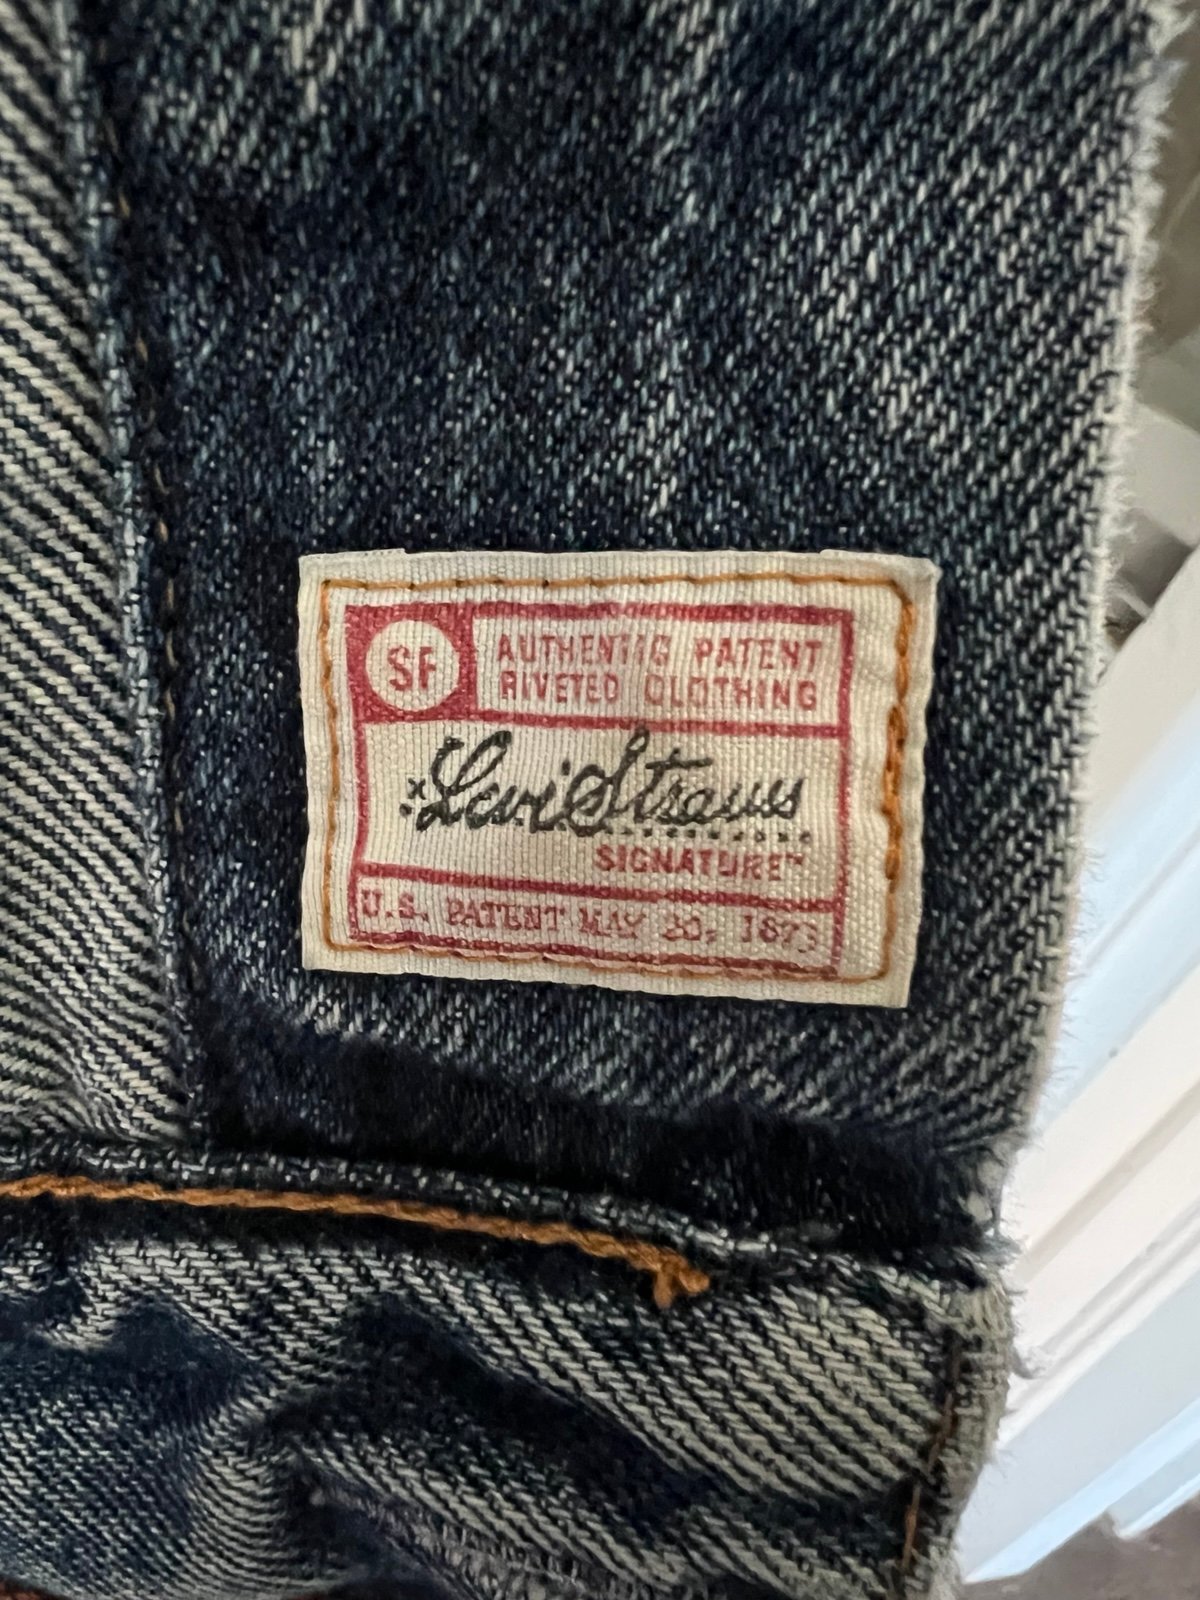 SF
AUTHENTIC PATENT
RIVETED CLOTHING
Levi Strauss
SIGNATURE™
U.S. PATENT MAY 20, 1873